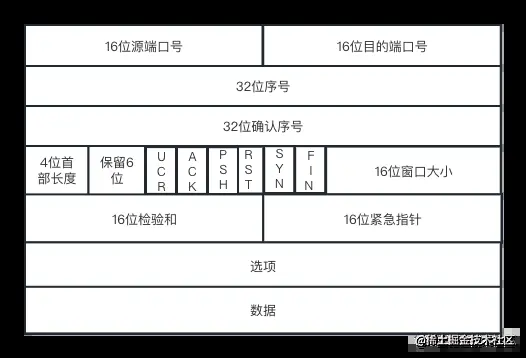 16位源端口号
16位目的端口号
32位序号
32位确认序号
4位首
部长度
保留6
位
UCR
ACK
PSH
RST
SYN
FIN
16位窗口大小
16位检验和
16位紧急指针
选项
数据
@稀土掘金技术社区